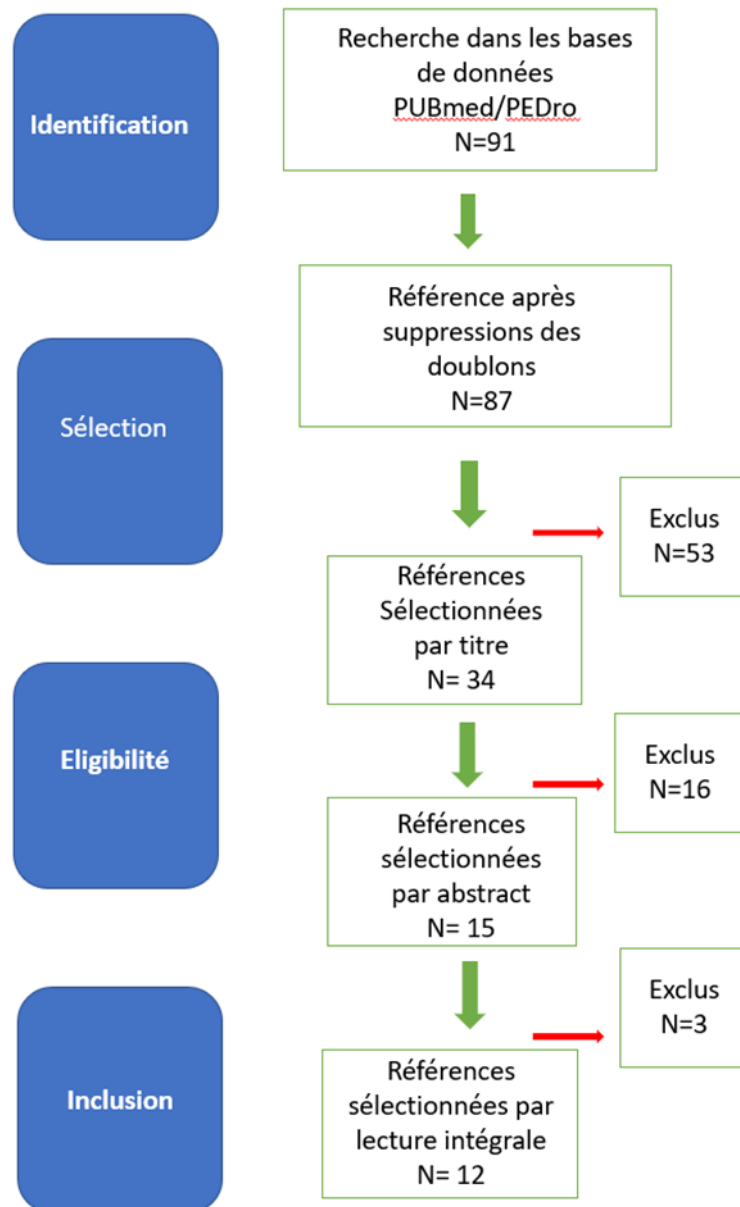 Identification
Recherche dans les bases
de données
PUBmed/PEDro
N=91
Sélection
Référence après
suppressions des
doublons
N=87
Exclus
N=53
Références
Sélectionnées
par titre
N= 34
Eligibilité
Exclus
N=16
Références
sélectionnées
par abstract
N= 15
Inclusion
Exclus
N=3
Références
sélectionnées par
lecture intégrale
N= 12